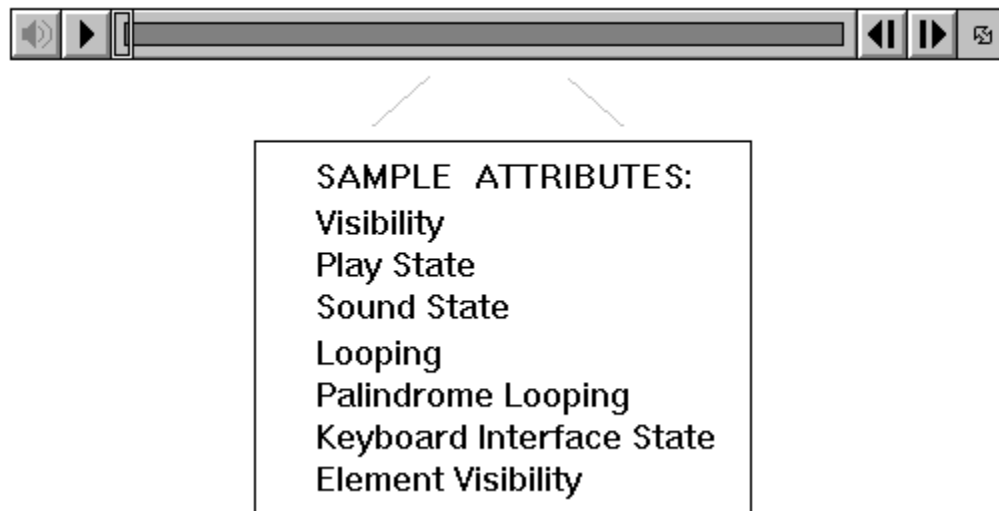 SAMPLE ATTRIBUTES:
Visibility
Play State
Sound State
Looping
Palindrome Looping
Keyboard Interface State
Element Visibility